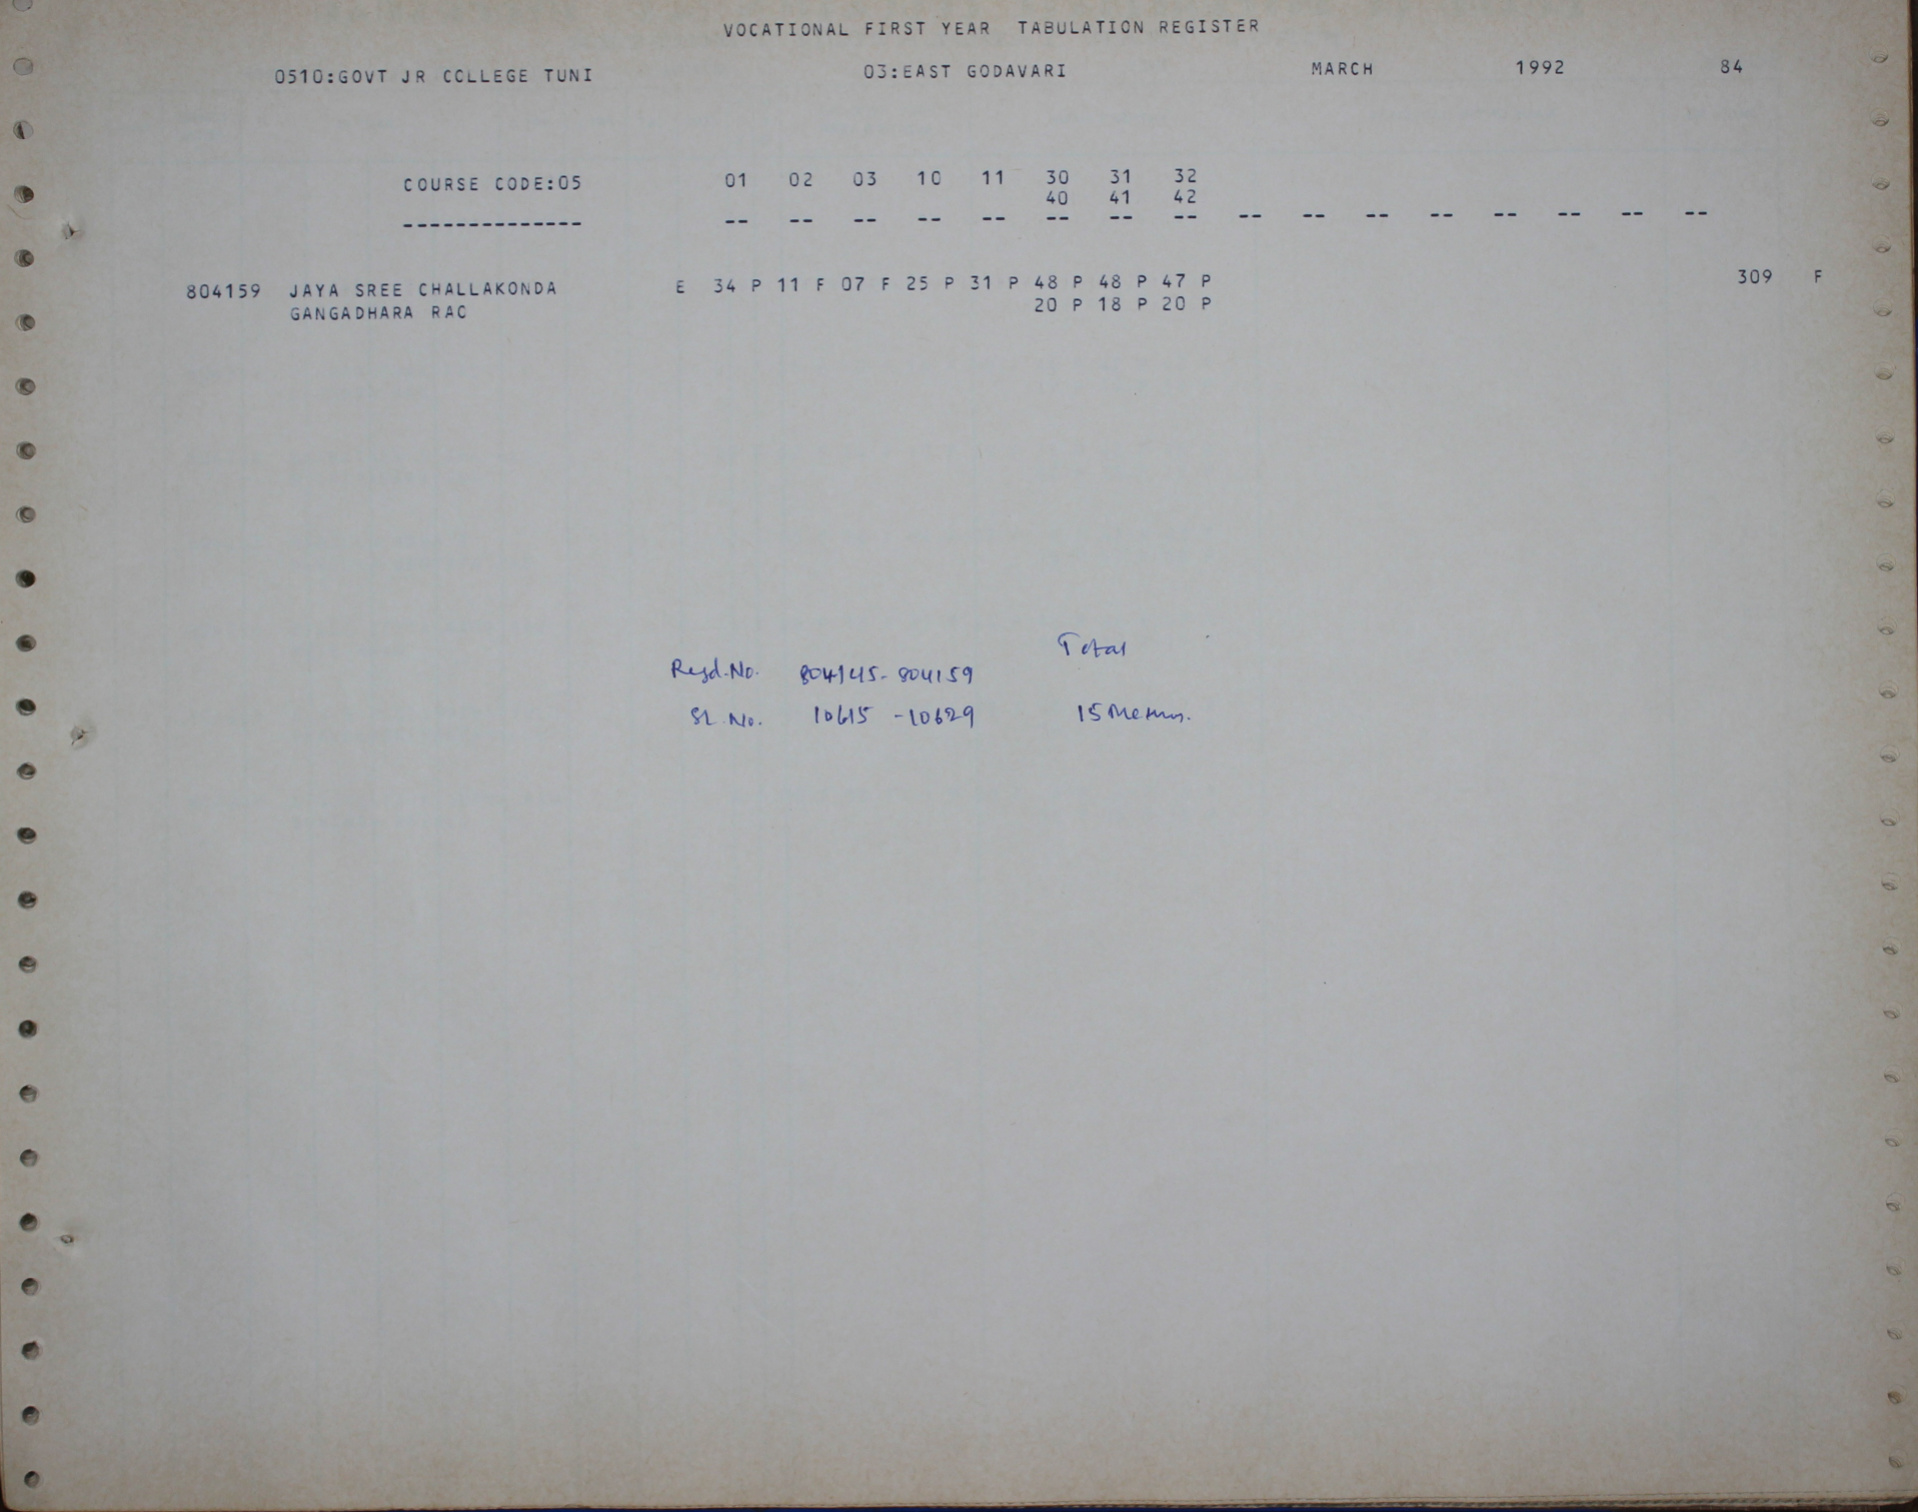 VOCATIONAL FIRST YEAR TABULATION REGISTER
0510:GOVT JR COLLEGE TUNI 03:EAST GODAVARI MARCH 1992 84
COURSE CODE:05 01 02 03 10 11 30 31 32
40 41 42
-------------- -- -- -- -- -- -- -- -- -- -- -- -- -- -- -- --
804159 JAYA SREE CHALLAKONDA E 34 P 11 F 07 F 25 P 31 P 48 P 48 P 47 P 309 F
GANGADHARA RAO 20 P 18 P 20 P
Total
Regd.No. 804145-804159
SL.No. 10615 -10629 15